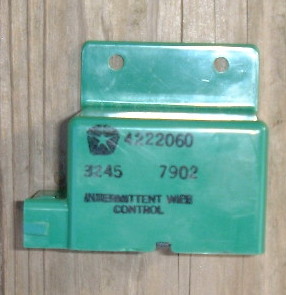 4222060
3245 7902
INTERMITTENT WIPE
CONTROL